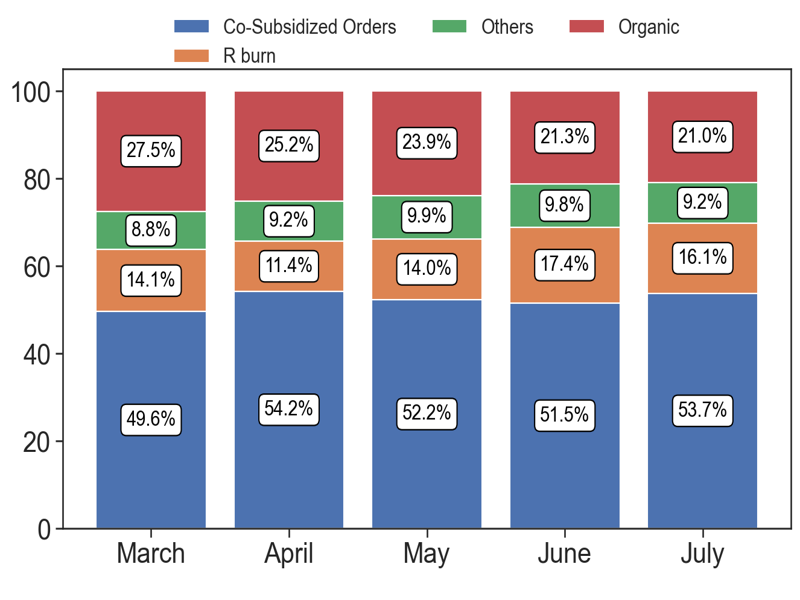 Co-Subsidized Orders Others Organic
R burn
100
27.5% 25.2% 23.9% 21.3% 21.0%
80
8.8% 9.2% 9.9% 9.8% 9.2%
60
14.1% 11.4% 14.0% 17.4% 16.1%
40
49.6% 54.2% 52.2% 51.5% 53.7%
20
0
March April May June July